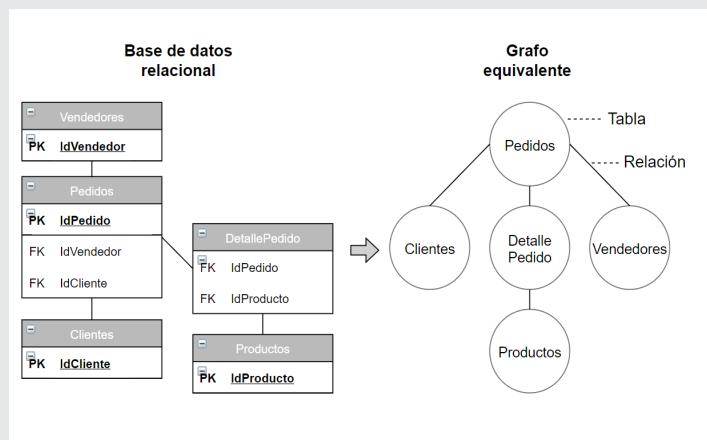 Base de datos
relacional
Vendedores
PK IdVendedor
Pedidos
PK IdPedido
FK IdVendedor
FK IdCliente
Clientes
PK IdCliente
DetallePedido
FK IdPedido
FK IdProducto
Productos
PK IdProducto
Grafo
equivalente
Pedidos
Tabla
Relación
Clientes
Detalle
Pedido
Vendedores
Productos